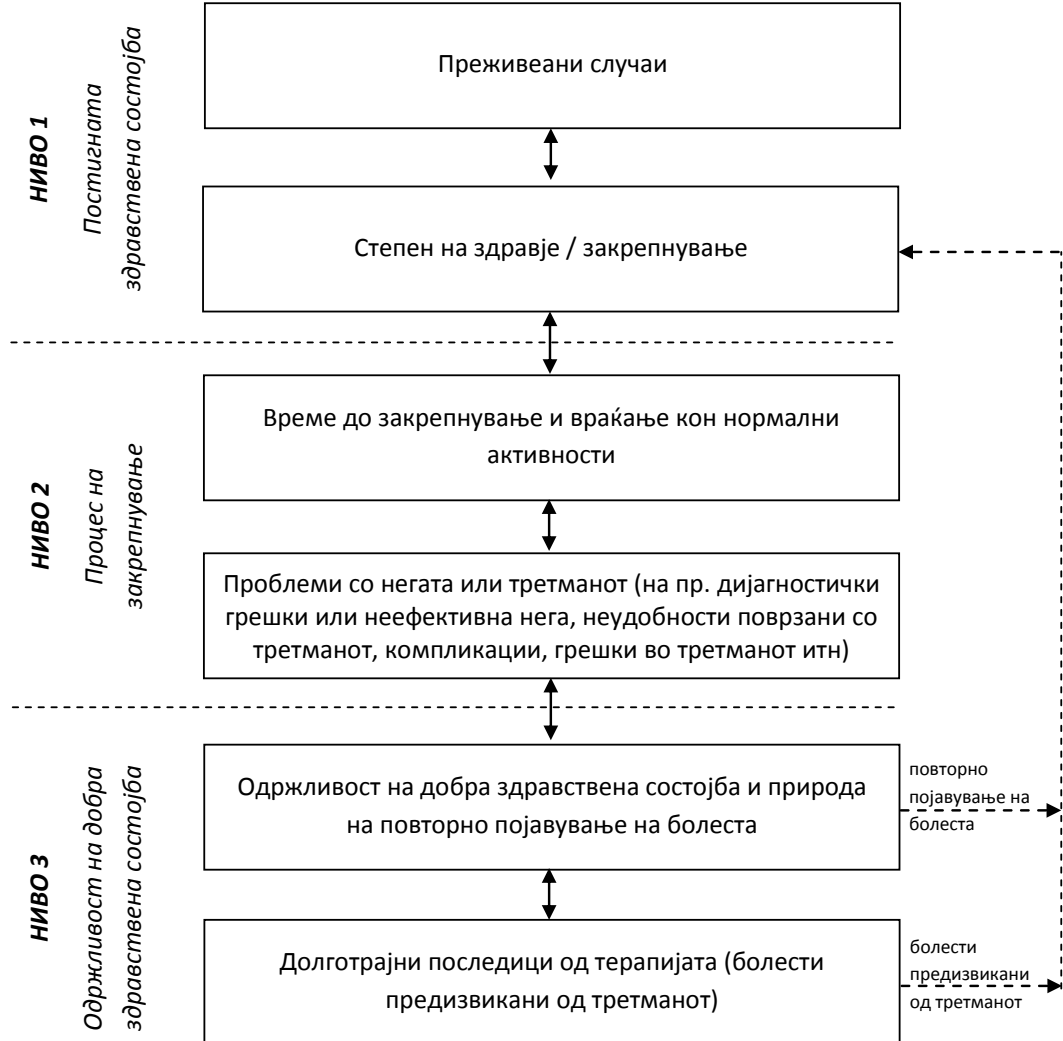 НИВО 1
Постигната
здравствена состојба
Преживеани случаи
Степен на здравје / закрепнување
НИВО 2
Процес на
закрепнување
Време до закрепнување и враќање кон нормални
активности
Проблеми со негата или третманот (на пр. дијагностички
грешки или неефективна нега, неудобности поврзани со
третманот, компликации, грешки во третманот итн)
НИВО 3
Одржливост на добра
здравствена состојба
Одржливост на добра здравствена состојба и природа
на повторно појавување на болеста
повторно
појавување на
болеста
Долготрајни последици од терапијата (болести
предизвикани од третманот)
болести
предизвикани
од третманот